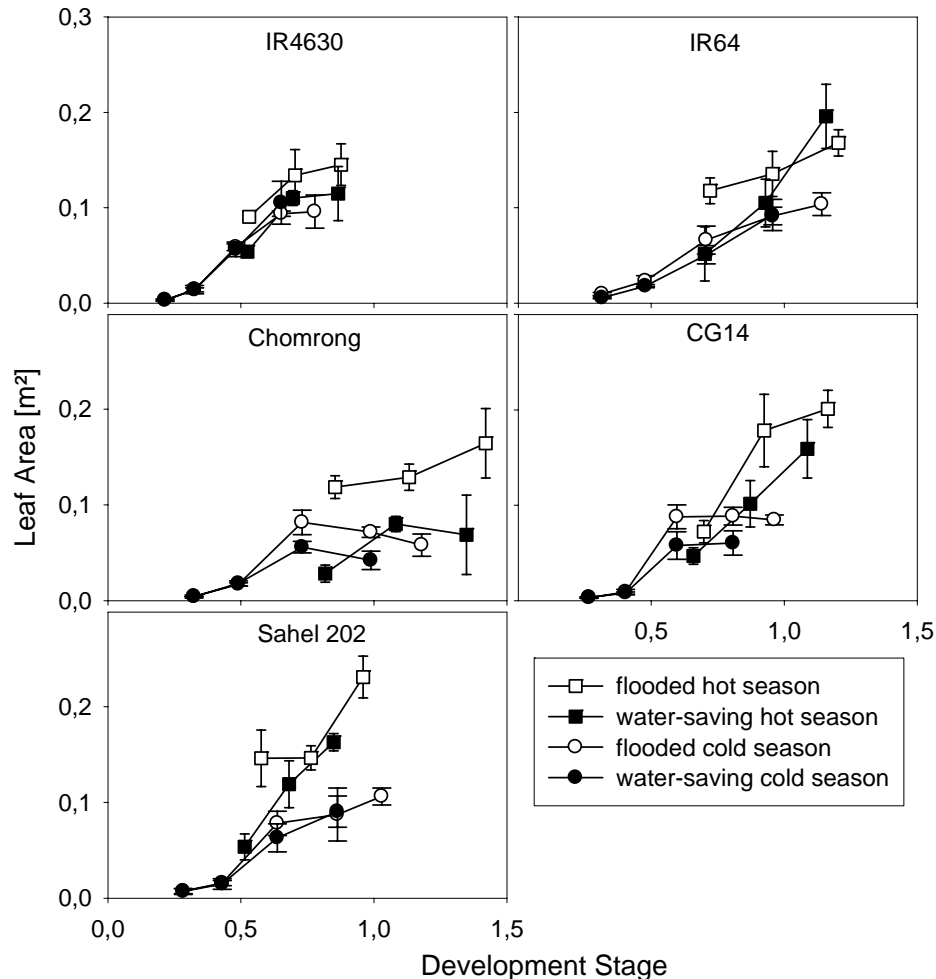 0,3
IR4630
IR64
0,2
0,1
0,0
Chomrong
CG14
Leaf Area [m²]
0,2
0,1
0,0
0,5
1,0
1,5
Sahel 202
0,2
0,1
0,0
flooded hot season
water-saving hot season
flooded cold season
water-saving cold season
0,0
0,5
1,0
1,5
Development Stage